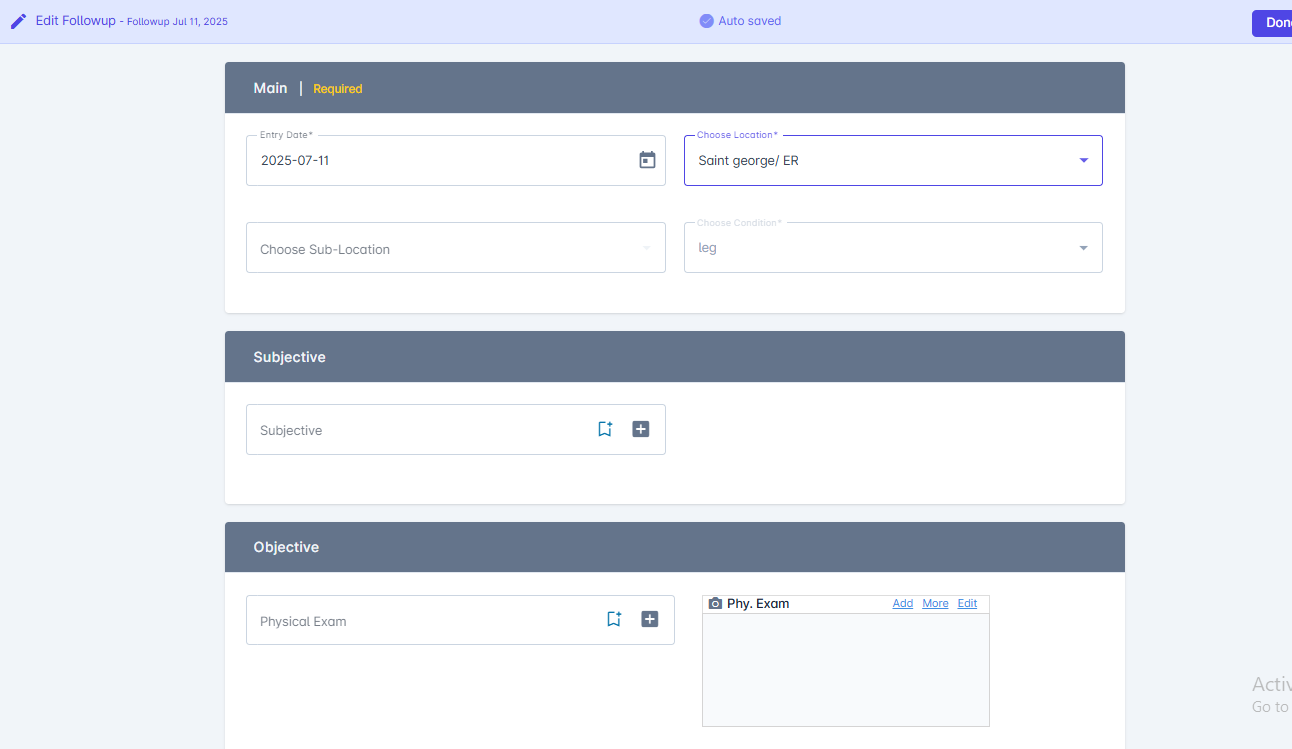 Edit Followup - Followup Jul 11, 2025
Auto saved
Main | Required
Entry Date*
2025-07-11
Choose Location*
Saint george/ ER
Choose Sub-Location
Choose Condition*
leg
Subjective
Subjective
Objective
Physical Exam
Phy. Exam Add More Edit
Go to